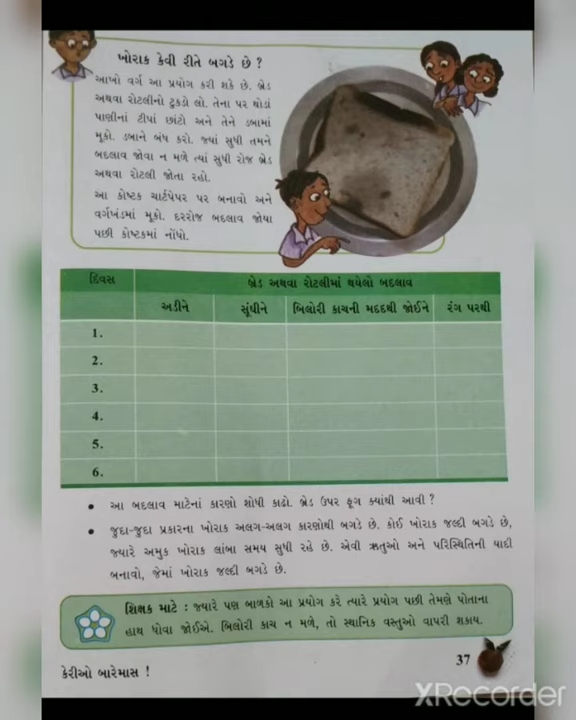 ખોરાક કેવી રીતે બગડે છે ?
આખો વર્ગ આ પ્રયોગ કરી શકે છે. બ્રેડ
અથવા રોટલીનો ટુકડો લો. તેના પર થોડાં
પાણીનાં ટીપાં છાંટો અને તેને ડબામાં
મૂકો. ડબાને બંધ કરો. જ્યાં સુધી તમને
બદલાવ જોવા ન મળે ત્યાં સુધી રોજ બ્રેડ
અથવા રોટલી જોતા રહો.
આ કોષ્ટક ચાર્ટપેપર પર બનાવો અને
વર્ગખંડમાં મૂકો. દરરોજ બદલાવ જોયા
પછી કોષ્ટકમાં નોંધો.
દિવસ બ્રેડ અથવા રોટલીમાં થયેલો બદલાવ
અડીને સૂંઘીને બિલોરી કાચની મદદથી જોઈને રંગ પરથી
1.
2.
3.
4.
5.
6.
• આ બદલાવ માટેનાં કારણો શોધી કાઢો. બ્રેડ ઉપર ફૂગ ક્યાંથી આવી ?
• જુદા-જુદા પ્રકારના ખોરાક અલગ-અલગ કારણોથી બગડે છે. કોઈ ખોરાક જલ્દી બગડે છે,
જ્યારે અમુક ખોરાક લાંબા સમય સુધી રહે છે. એવી ઋતુઓ અને પરિસ્થિતિની યાદી
બનાવો, જેમાં ખોરાક જલ્દી બગડે છે.
શિક્ષક માટે : જ્યારે પણ બાળકો આ પ્રયોગ કરે ત્યારે પ્રયોગ પછી તેમણે પોતાના
હાથ ધોવા જોઈએ. બિલોરી કાચ ન મળે, તો સ્થાનિક વસ્તુઓ વાપરી શકાય.
37
કેરીઓ બારેમાસ !
XRecorder